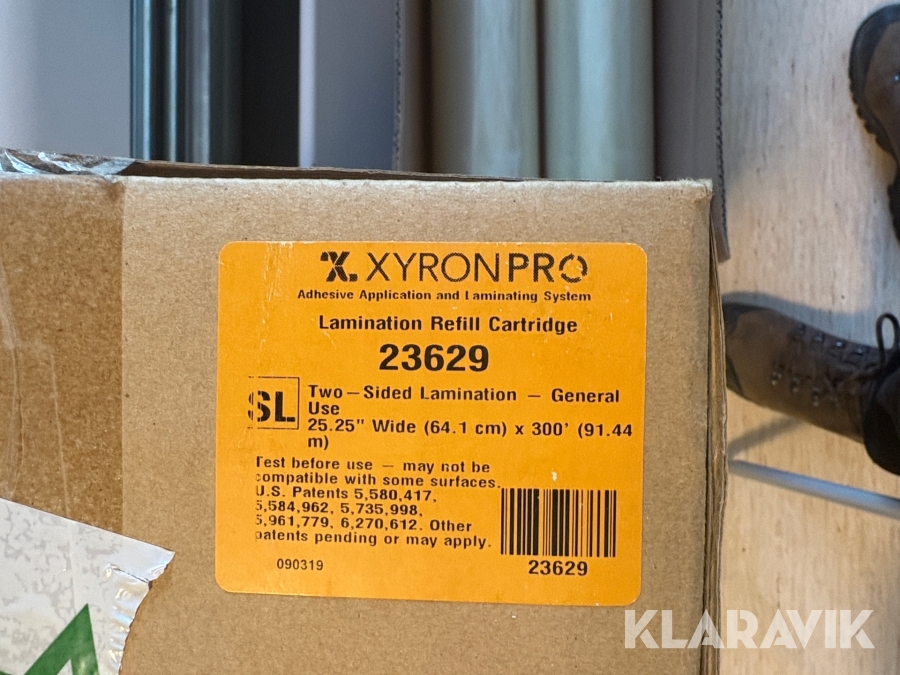 X. XYRONPRO
Adhesive Application and Laminating System
Lamination Refill Cartridge
23629
SL
Two-Sided Lamination — General
Use
25.25" Wide (64.1 cm) x 300' (91.44
m)
Test before use — may not be
compatible with some surfaces.
U.S. Patents 5,580,417,
5,584,962, 5,735,998,
5,961,779, 6,270,612. Other
patents pending or may apply.
090319
23629
KLARAVIK